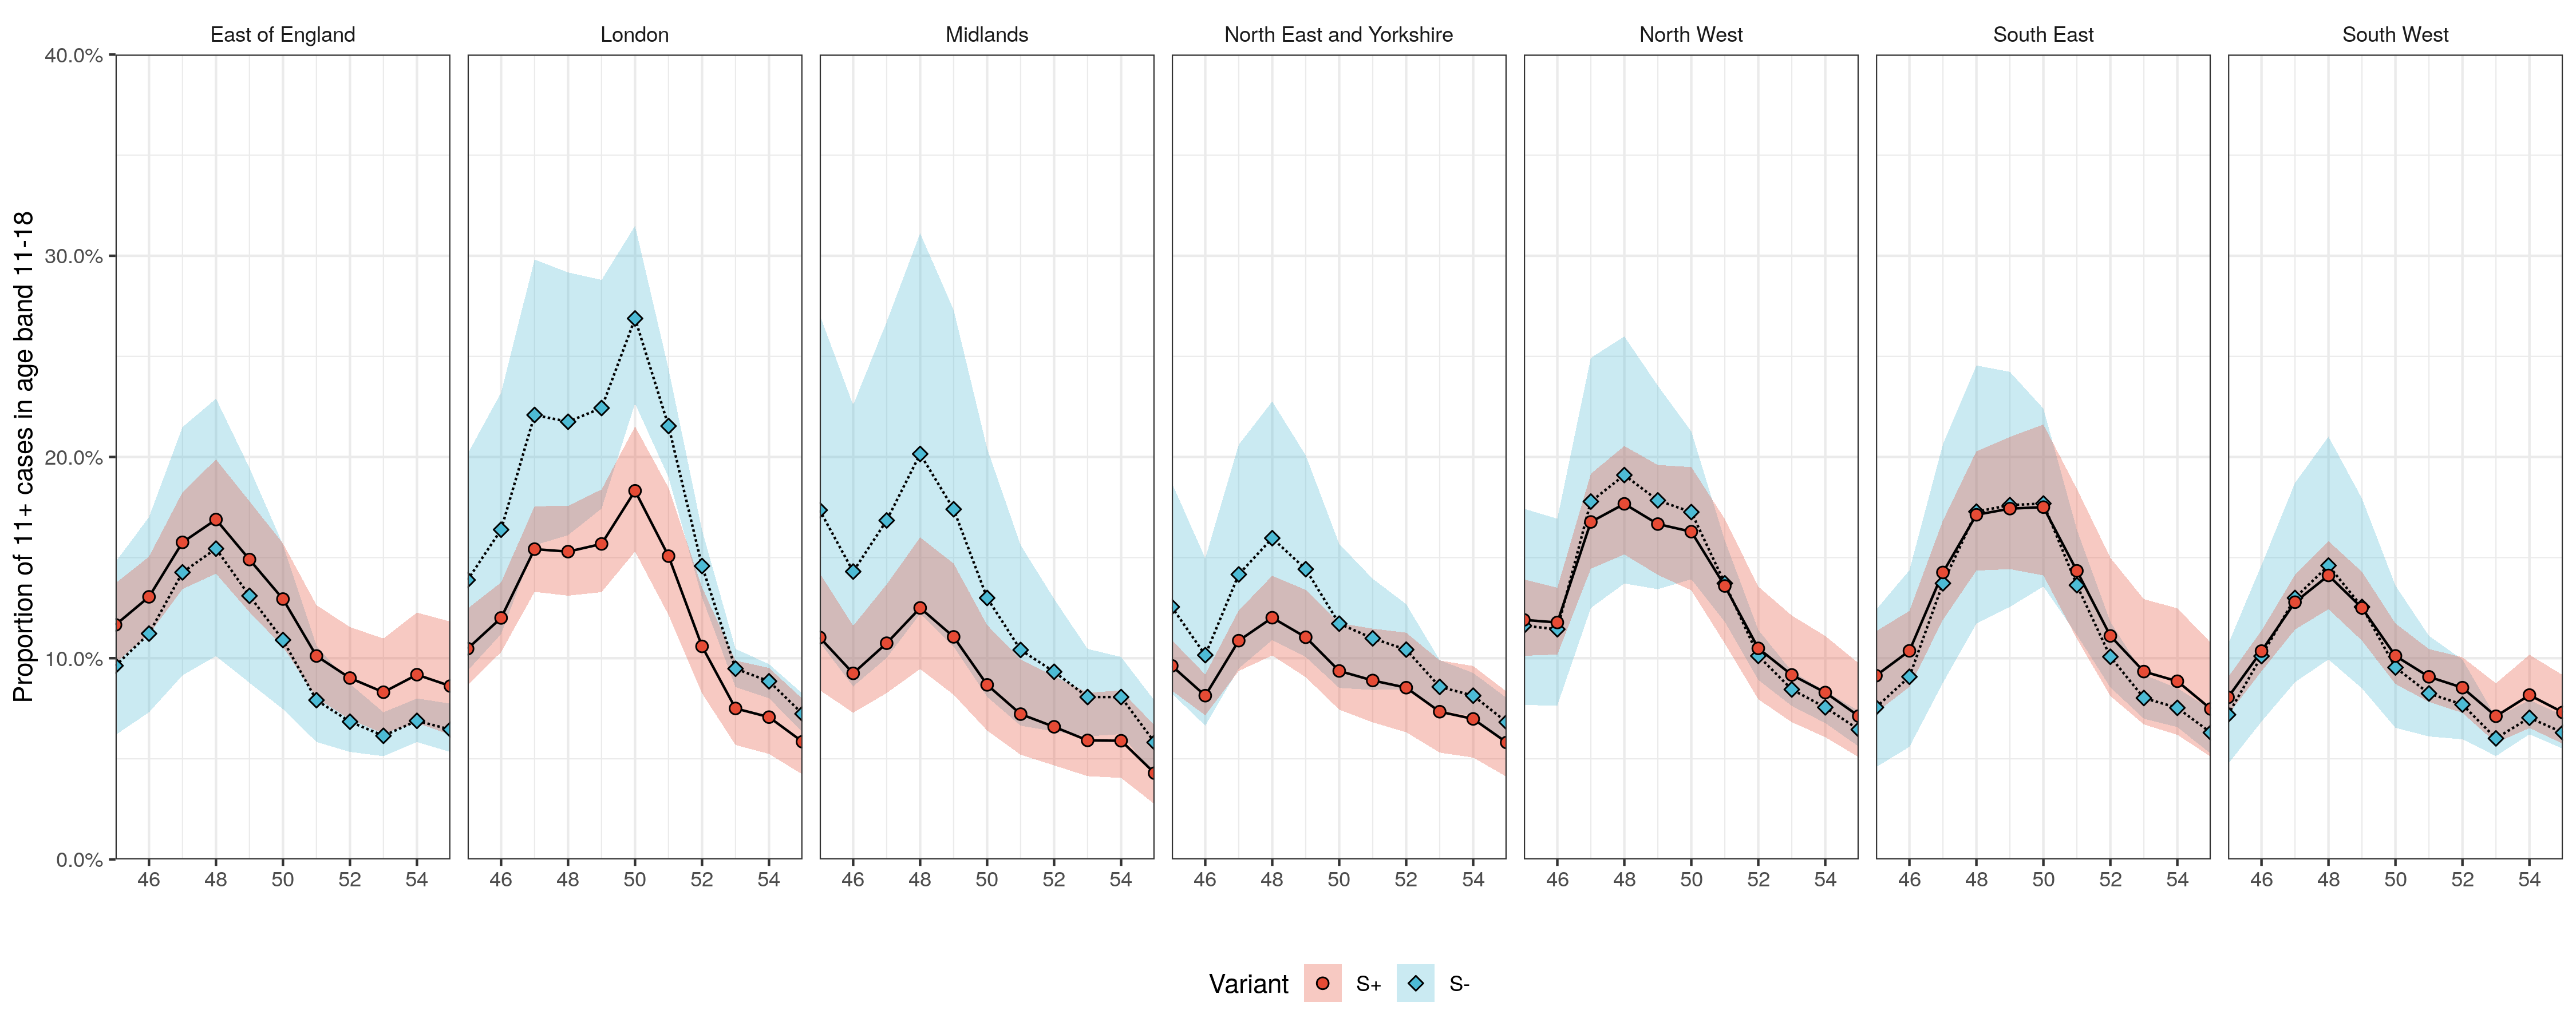 East of England London Midlands North East and Yorkshire North West South East South West
40.0%
30.0%
20.0%
10.0%
0.0%
Proportion of 11+ cases in age band 11-18
46 48 50 52 54 46 48 50 52 54 46 48 50 52 54 46 48 50 52 54 46 48 50 52 54 46 48 50 52 54 46 48 50 52 54
Variant S+ S-